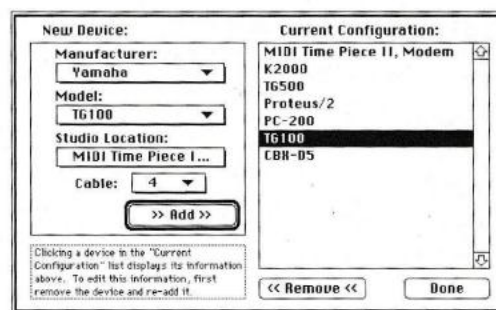 New Device:
Manufacturer:
Yamaha
Model:
TG100
Studio Location:
MIDI Time Piece I...
Cable: 4
>> Add >>
Clicking a device in the "Current
Configuration" list displays its information
above. To edit this information, first
remove the device and re-add it.
Current Configuration:
MIDI Time Piece II, Modem
K2000
TG500
Proteus/2
PC-200
TG100
CBX-D5
<< Remove <<
Done